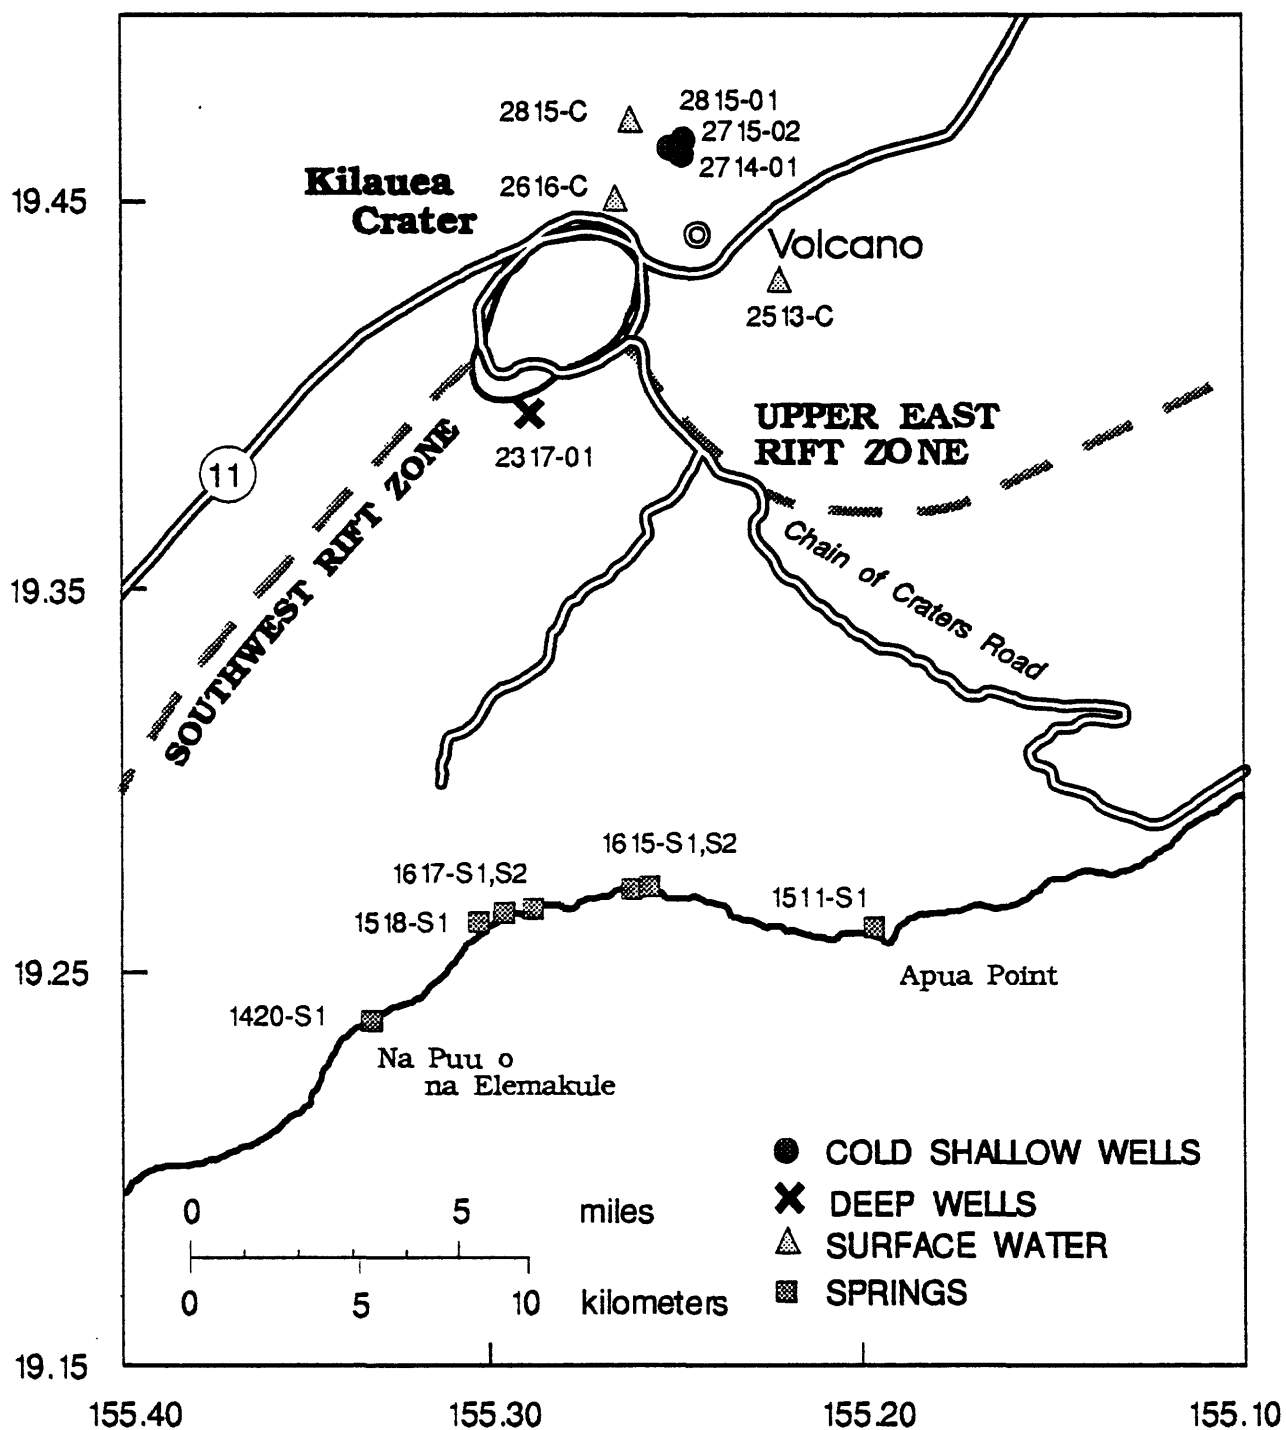 2815-C
2815-01
2715-02
2714-01
Kilauea
Crater
2616-C
19.45
Volcano
2513-C
UPPER EAST
RIFT ZONE
2317-01
11
SOUTHWEST RIFT ZONE
Chain of Craters Road
19.35
1615-S1,S2
1617-S1,S2
1518-S1
1511-S1
19.25
Apua Point
1420-S1
Na Puu o
na Elemakule
COLD SHALLOW WELLS
DEEP WELLS
SURFACE WATER
SPRINGS
0 5 miles
0 5 10 kilometers
19.15
155.40 155.30 155.20 155.10